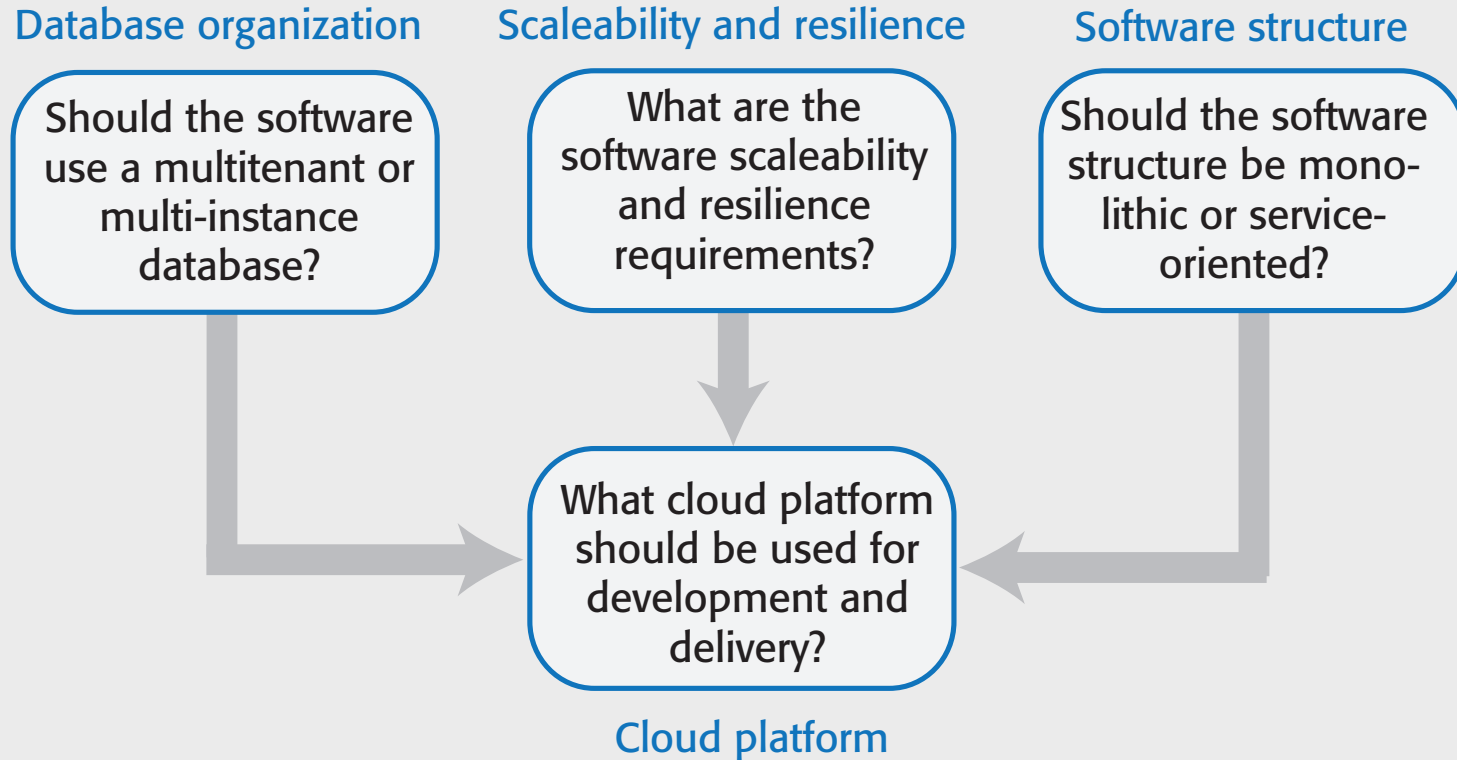 Database organization
Should the software
use a multitenant or
multi-instance
database?
Scaleability and resilience
What are the
software scaleability
and resilience
requirements?
Software structure
Should the software
structure be mono-
lithic or service-
oriented?
What cloud platform
should be used for
development and
delivery?
Cloud platform